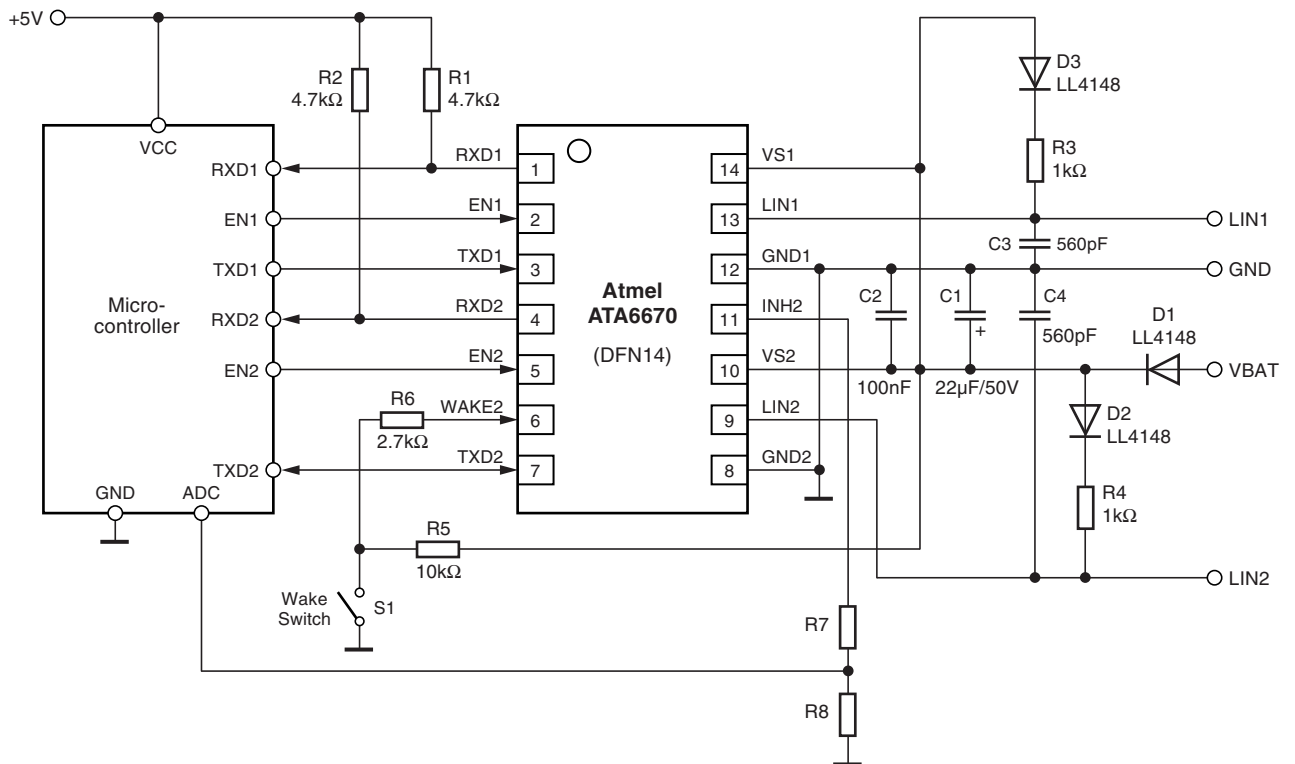 +5V
R2
4.7kΩ
R1
4.7kΩ
D3
LL4148
R3
1kΩ
VCC
RXD1
EN1
TXD1
RXD2
EN2
TXD2
Micro-
controller
GND
ADC
RXD1
EN1
TXD1
RXD2
EN2
WAKE2
TXD2
1
2
3
4
5
6
7
Atmel
ATA6670
(DFN14)
14
13
12
11
10
9
8
VS1
LIN1
GND1
INH2
VS2
LIN2
GND2
C3
560pF
C2
100nF
C1
+
22µF/50V
C4
560pF
D1
LL4148
D2
LL4148
R4
1kΩ
LIN1
GND
VBAT
LIN2
R6
2.7kΩ
R5
10kΩ
Wake
Switch
S1
R7
R8